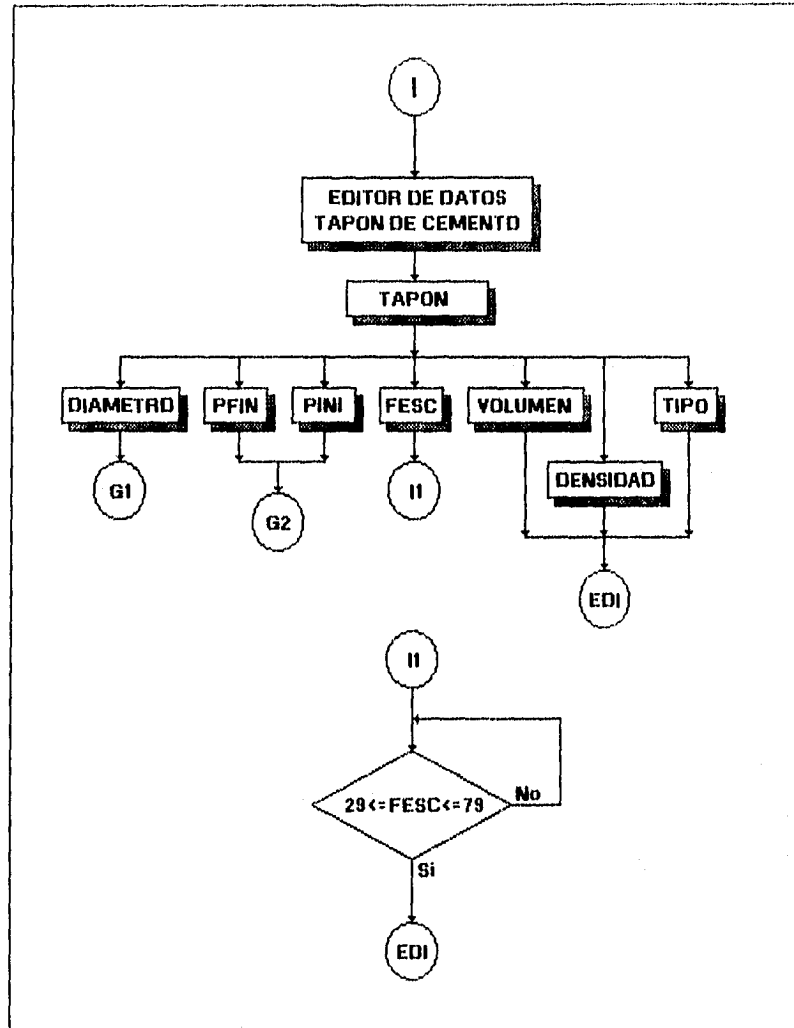 I
EDITOR DE DATOS
TAPON DE CEMENTO
TAPON
DIAMETRO
PFIN
PINI
FESC
VOLUMEN
TIPO
G1
G2
I1
DENSIDAD
EDI
I1
29<=FESC<=79
No
Si
EDI